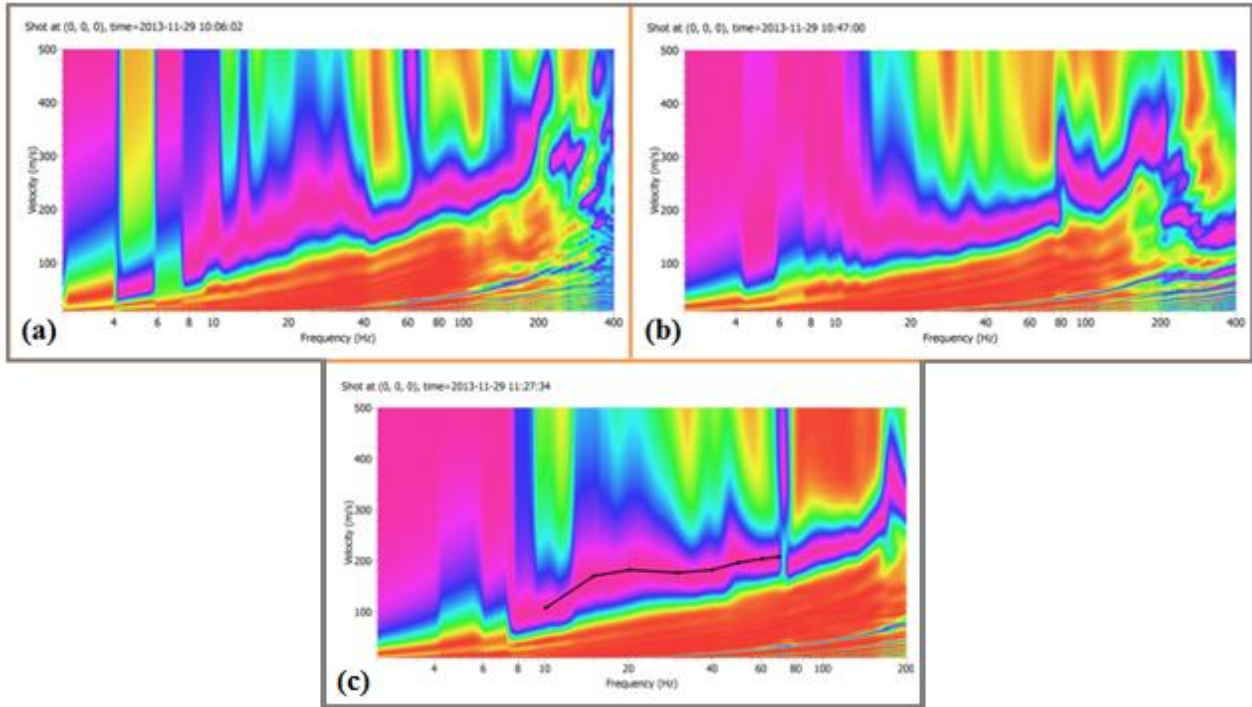 Shot at (0, 0, 0), time=2013-11-29 10:06:02
500
400
300
200
100
Velocity (m/s)
4 6 8 10 20 40 60 80 100 200 400
Frequency (Hz)
(a)
Shot at (0, 0, 0), time=2013-11-29 10:47:00
500
400
300
200
100
Velocity (m/s)
4 6 8 10 20 40 60 80 100 200 400
Frequency (Hz)
(b)
Shot at (0, 0, 0), time=2013-11-29 11:27:34
500
400
300
200
100
Velocity (m/s)
4 6 8 10 20 40 60 80 100 200
Frequency (Hz)
(c)